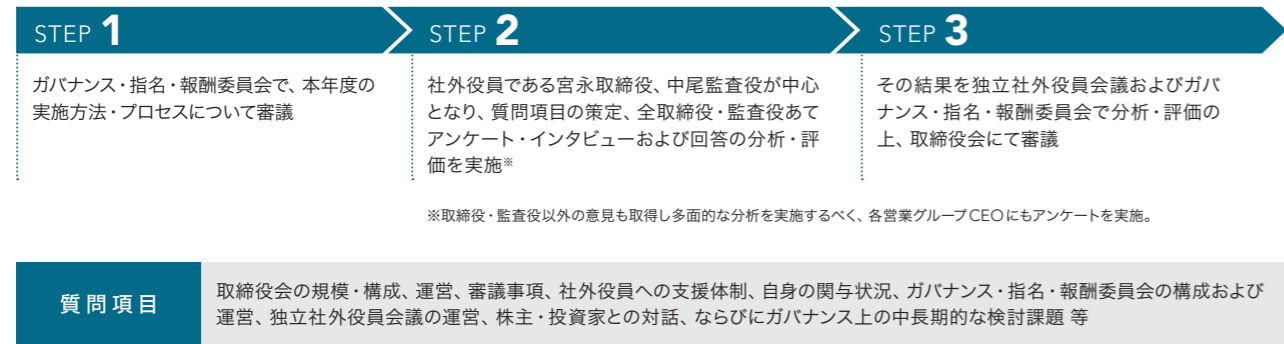 STEP 1
ガバナンス・指名・報酬委員会で、本年度の
実施方法・プロセスについて審議
STEP 2
社外役員である宮永取締役、中尾監査役が中心
となり、質問項目の策定、全取締役・監査役あて
アンケート・インタビューおよび回答の分析・評
価を実施※
STEP 3
その結果を独立社外役員会議およびガバ
ナンス・指名・報酬委員会で分析・評価の
上、取締役会にて審議
※取締役・監査役以外の意見も取得し多面的な分析を実施するべく、各営業グループCEOにもアンケートを実施。
質問項目
取締役会の規模・構成、運営、審議事項、社外役員への支援体制、自身の関与状況、ガバナンス・指名・報酬委員会の構成および
運営、独立社外役員会議の運営、株主・投資家との対話、ならびにガバナンス上の中長期的な検討課題 等